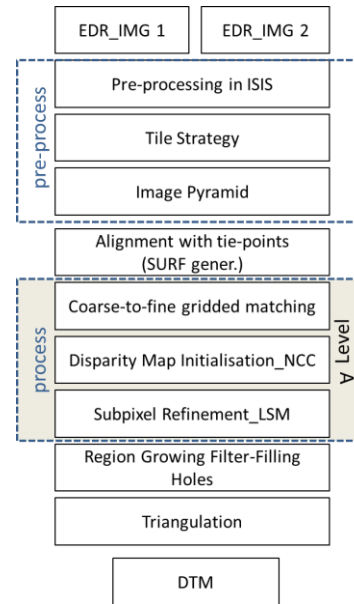 EDR_IMG 1
EDR_IMG 2
pre-process
Pre-processing in ISIS
Tile Strategy
Image Pyramid
Alignment with tie-points
(SURF gener.)
process
Coarse-to-fine gridded matching
Disparity Map Initialisation_NCC
Subpixel Refinement_LSM
∀ Level
Region Growing Filter-Filling
Holes
Triangulation
DTM